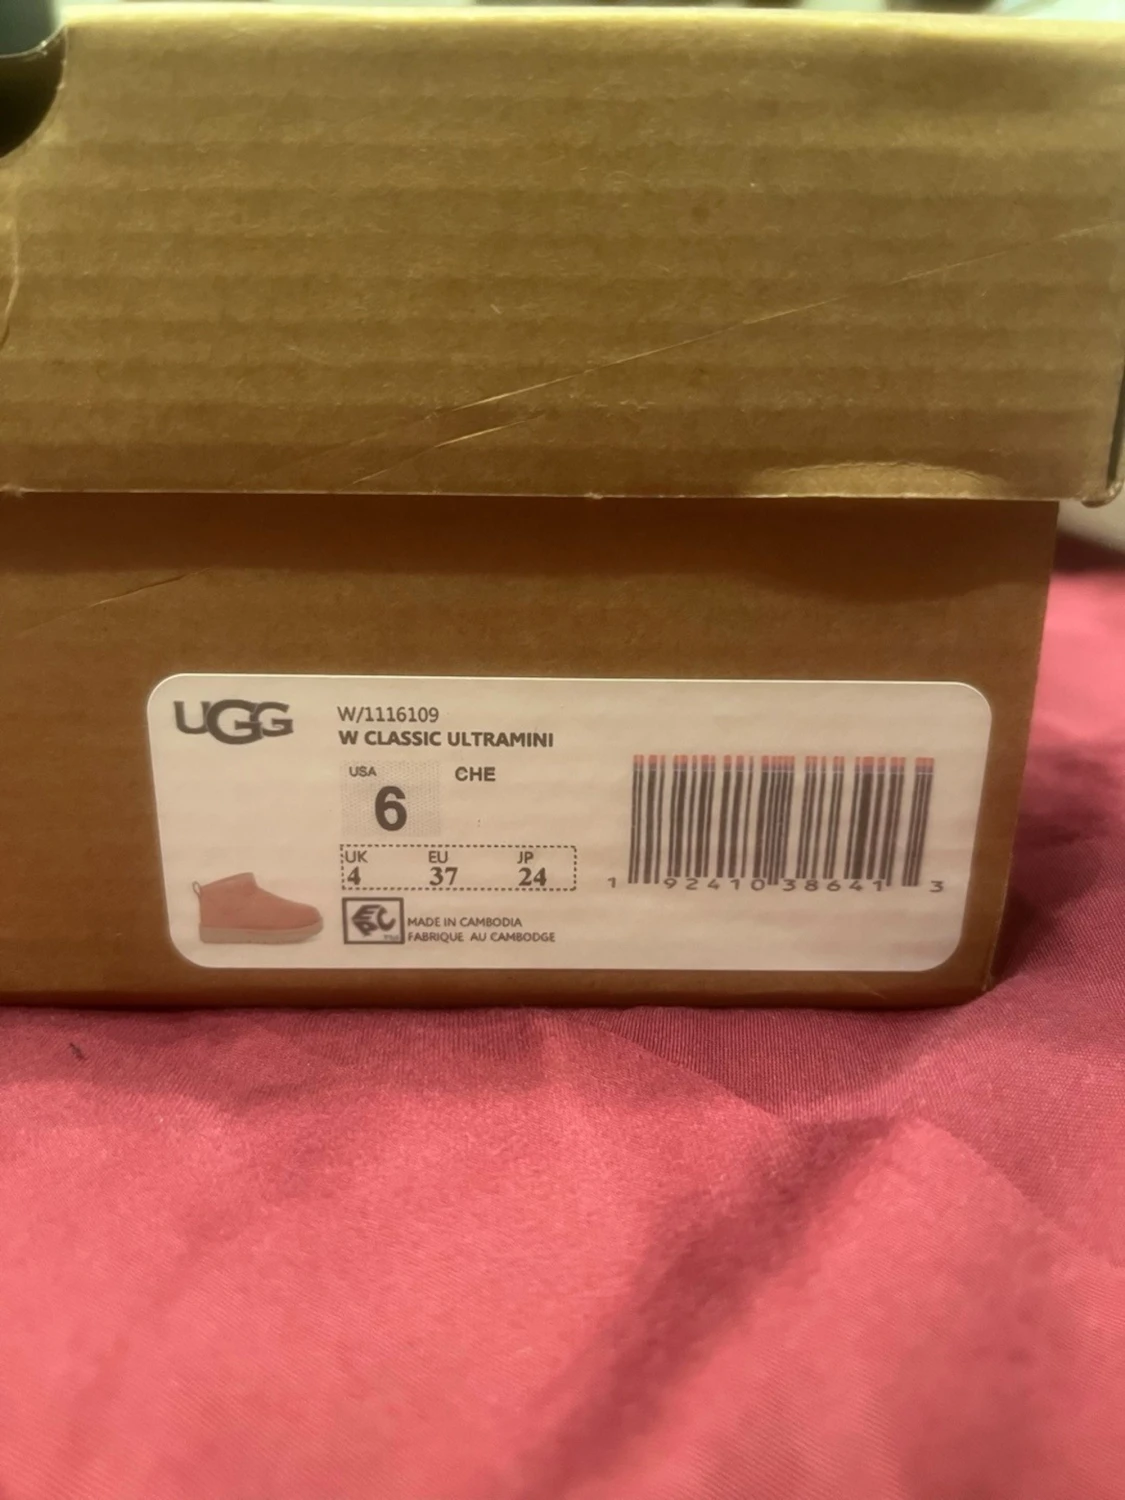 UGG
W/1116109
W CLASSIC ULTRAMINI
USA
6
CHE
UK EU JP
4 37 24
MADE IN CAMBODIA
FABRIQUE AU CAMBODGE
1 92410 38641 3